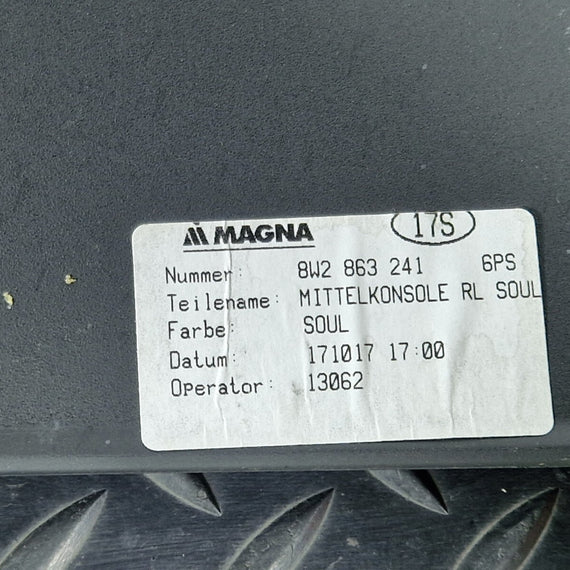 MAGNA 17S
Nummer: 8W2 863 241 6PS
Teilename: MITTELKONSOLE RL SOUL
Farbe: SOUL
Datum: 171017 17:00
Operator: 13062